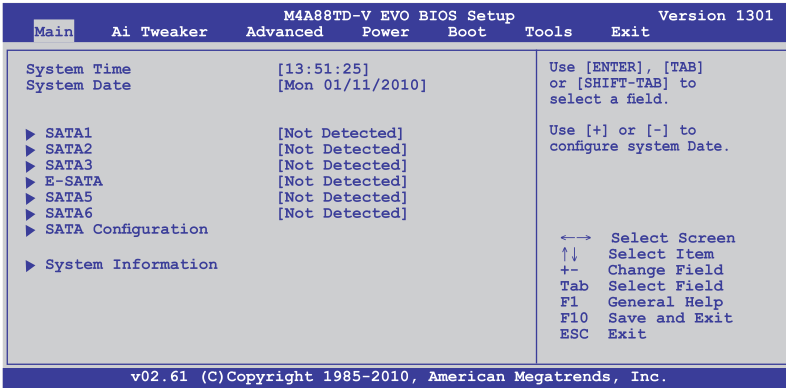 M4A88TD-V EVO BIOS Setup Version 1301
Main Ai Tweaker Advanced Power Boot Tools Exit
System Time [13:51:25]
System Date [Mon 01/11/2010]
SATA1 [Not Detected]
SATA2 [Not Detected]
SATA3 [Not Detected]
E-SATA [Not Detected]
SATA5 [Not Detected]
SATA6 [Not Detected]
SATA Configuration
System Information
Use [ENTER], [TAB]
or [SHIFT-TAB] to
select a field.
Use [+] or [-] to
configure system Date.
←→ Select Screen
↑↓ Select Item
+- Change Field
Tab Select Field
F1 General Help
F10 Save and Exit
ESC Exit
v02.61 (C)Copyright 1985-2010, American Megatrends, Inc.